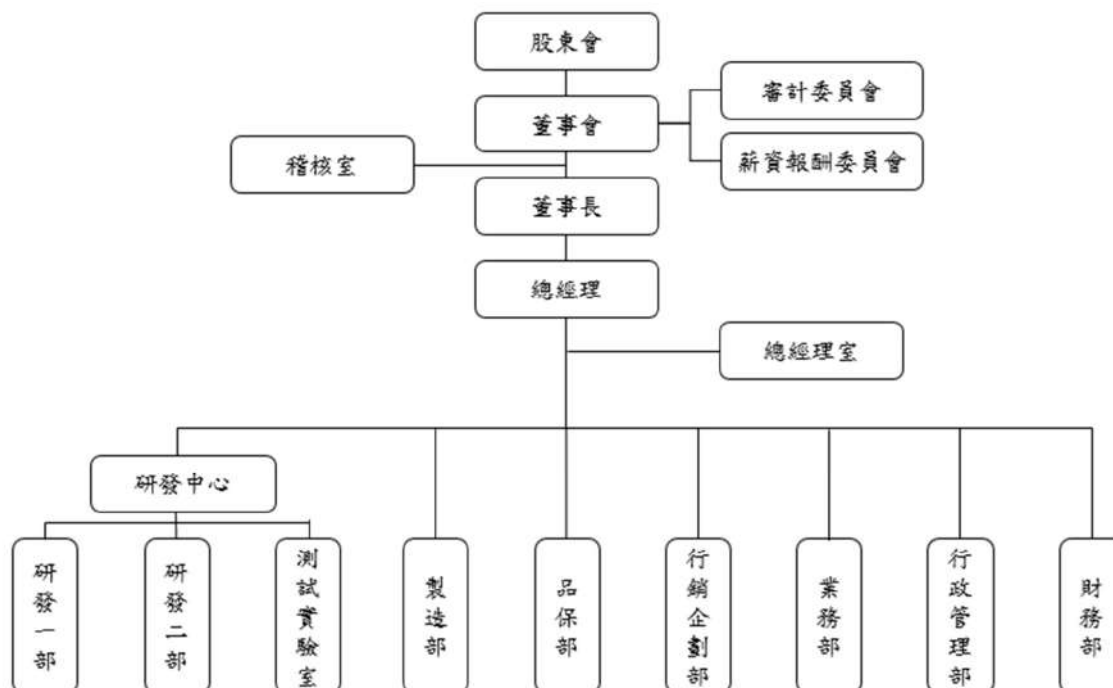 股東會
審計委員會
董事會
稽核室
薪資報酬委員會
董事長
總經理
總經理室
研發中心
研發一部
研發二部
測試實驗室
製造部
品保部
行銷企劃部
業務部
行政管理部
財務部